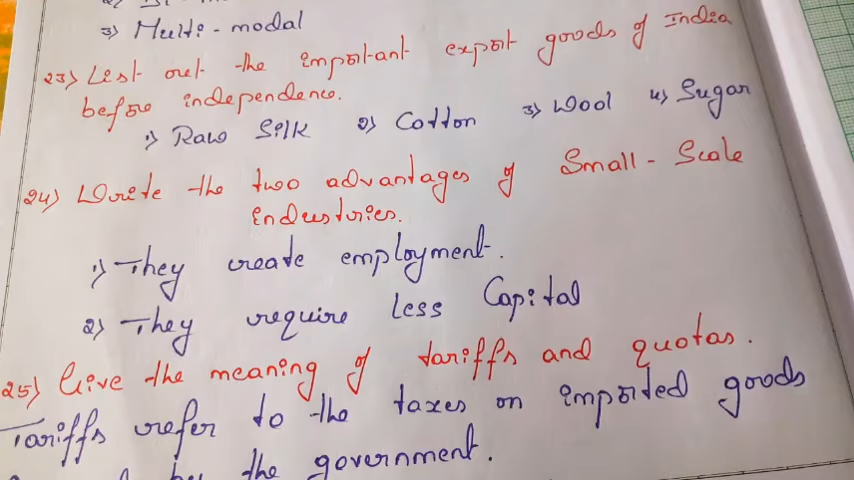 3) Multi-modal
23) List out the important export goods of India
before independence.
1) Raw Silk 2) Cotton 3) Wool 4) Sugar
24) Write the two advantages of Small-Scale
industries.
1) They create employment.
2) They require less Capital
25) Give the meaning of tariffs and quotas.
Tariffs refer to the taxes on imported goods
by the government.